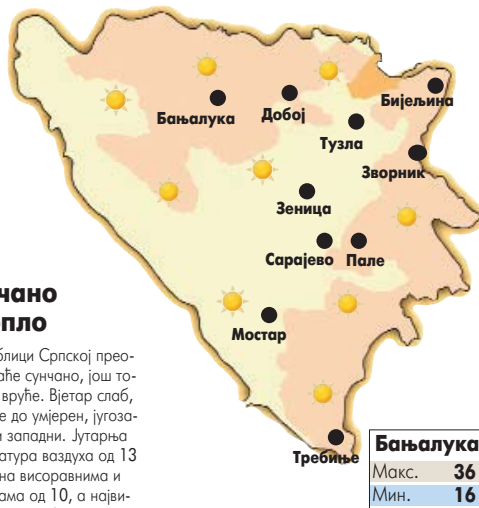 Бањалука
Добој
Бијељина
Тузла
Зворник
Зеница
Сарајево
Пале
Мостар
Требиње
чано
пло
блици Српској прео-
аће сунчано, још то-
вруће. Вјетар слаб,
е до умјерен, југоза-
и западни. Јутарња
атура ваздуха од 13
на висоравнима и
ама од 10, а најви-
Бањалука
Макс. 36
Мин. 16